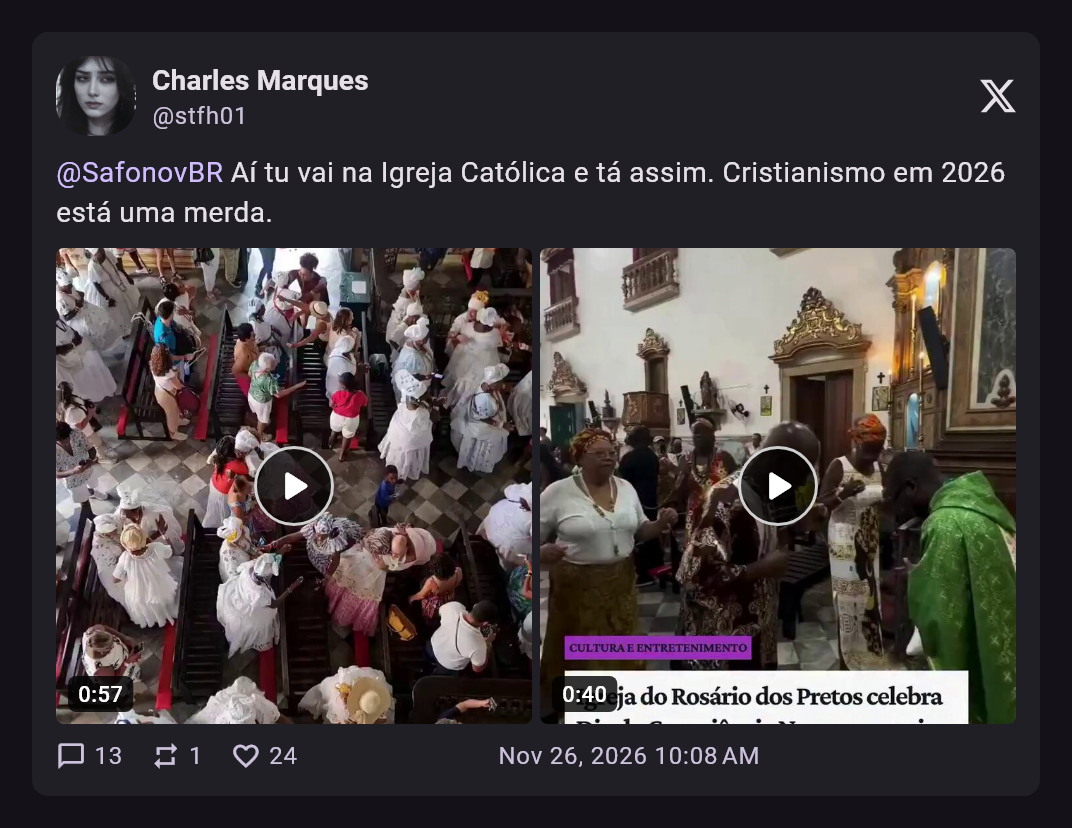 Charles Marques
@stfh01
@SafonovBR Aí tu vai na Igreja Católica e tá assim. Cristianismo em 2026
está uma merda.
CULTURA E ENTRETENIMENTO
do Rosário dos Pretos celebra
0:57
0:40
13 1 24 Nov 26, 2026 10:08 AM